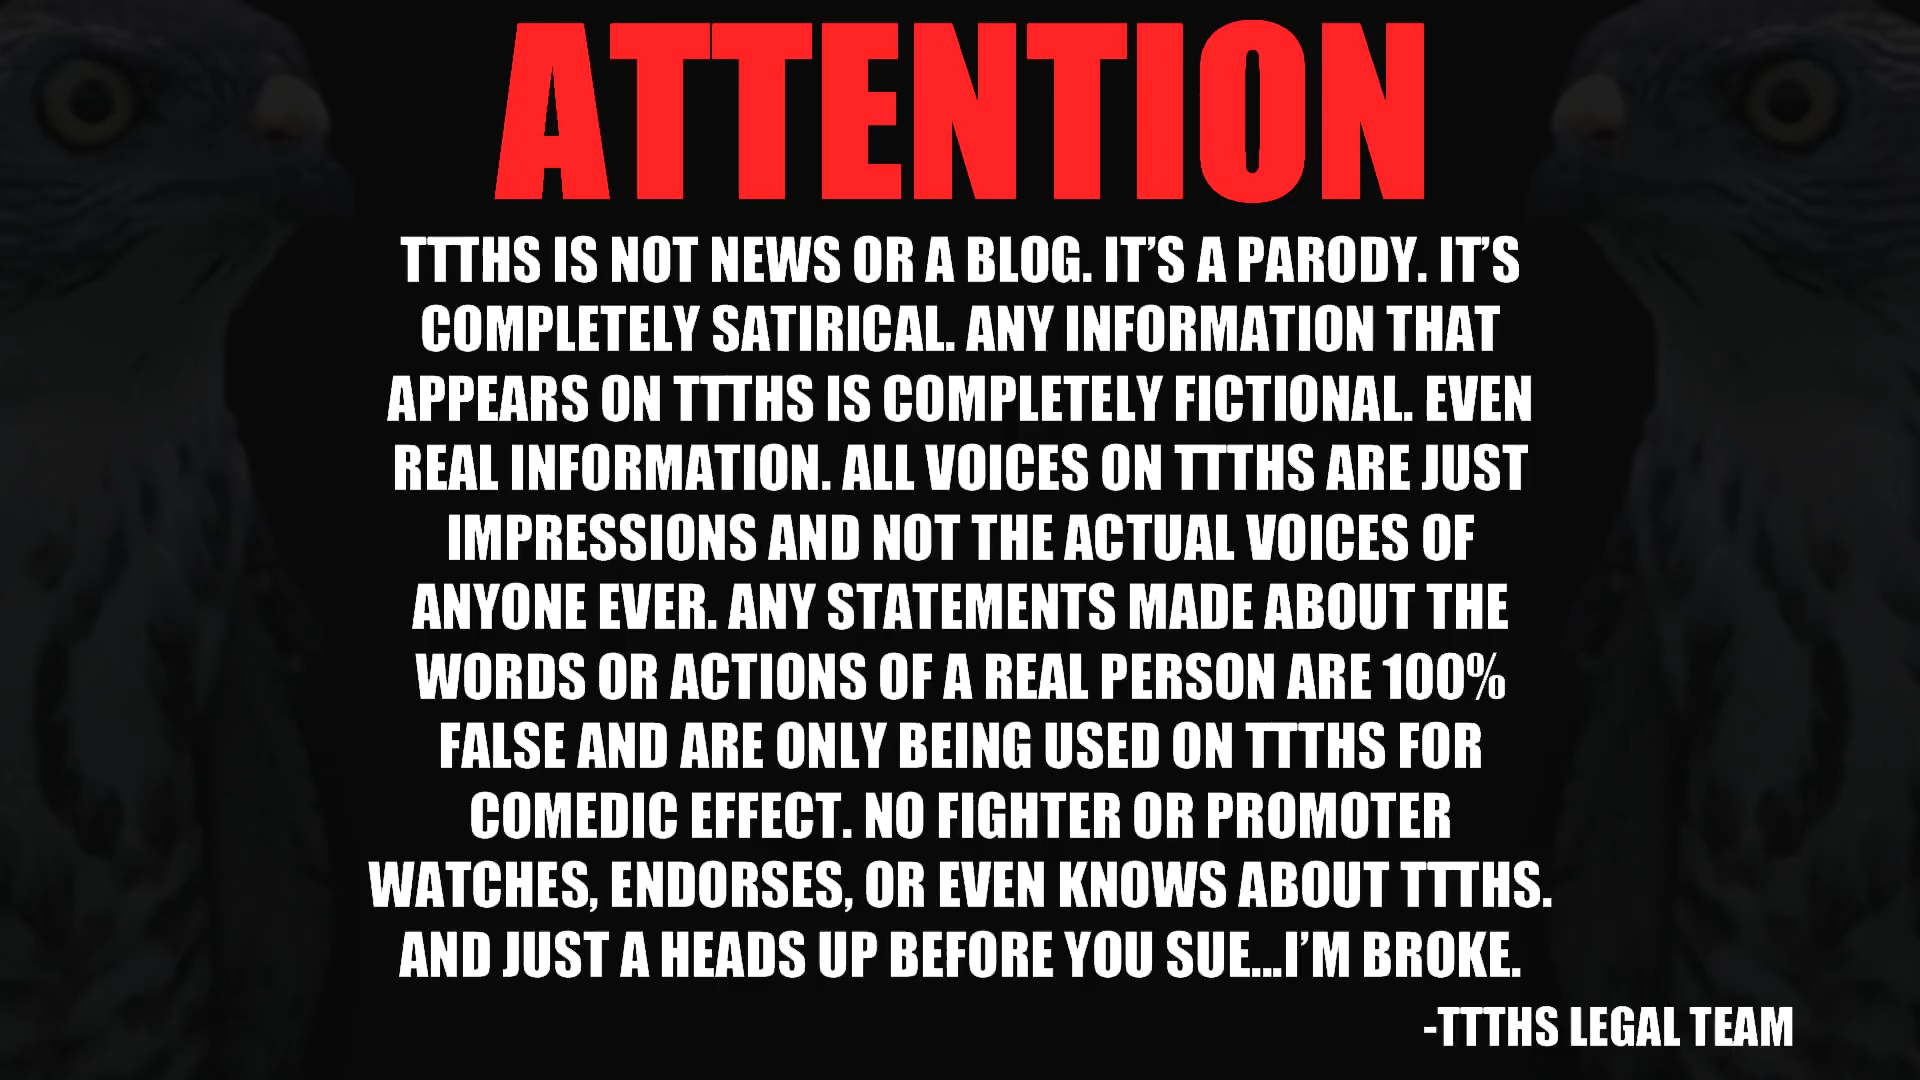 ATTENTION
TTTHS IS NOT NEWS OR A BLOG. IT'S A PARODY. IT'S
COMPLETELY SATIRICAL. ANY INFORMATION THAT
APPEARS ON TTTHS IS COMPLETELY FICTIONAL. EVEN
REAL INFORMATION. ALL VOICES ON TTTHS ARE JUST
IMPRESSIONS AND NOT THE ACTUAL VOICES OF
ANYONE EVER. ANY STATEMENTS MADE ABOUT THE
WORDS OR ACTIONS OF A REAL PERSON ARE 100%
FALSE AND ARE ONLY BEING USED ON TTTHS FOR
COMEDIC EFFECT. NO FIGHTER OR PROMOTER
WATCHES, ENDORSES, OR EVEN KNOWS ABOUT TTTHS.
AND JUST A HEADS UP BEFORE YOU SUE...I'M BROKE.
-TTTHS LEGAL TEAM